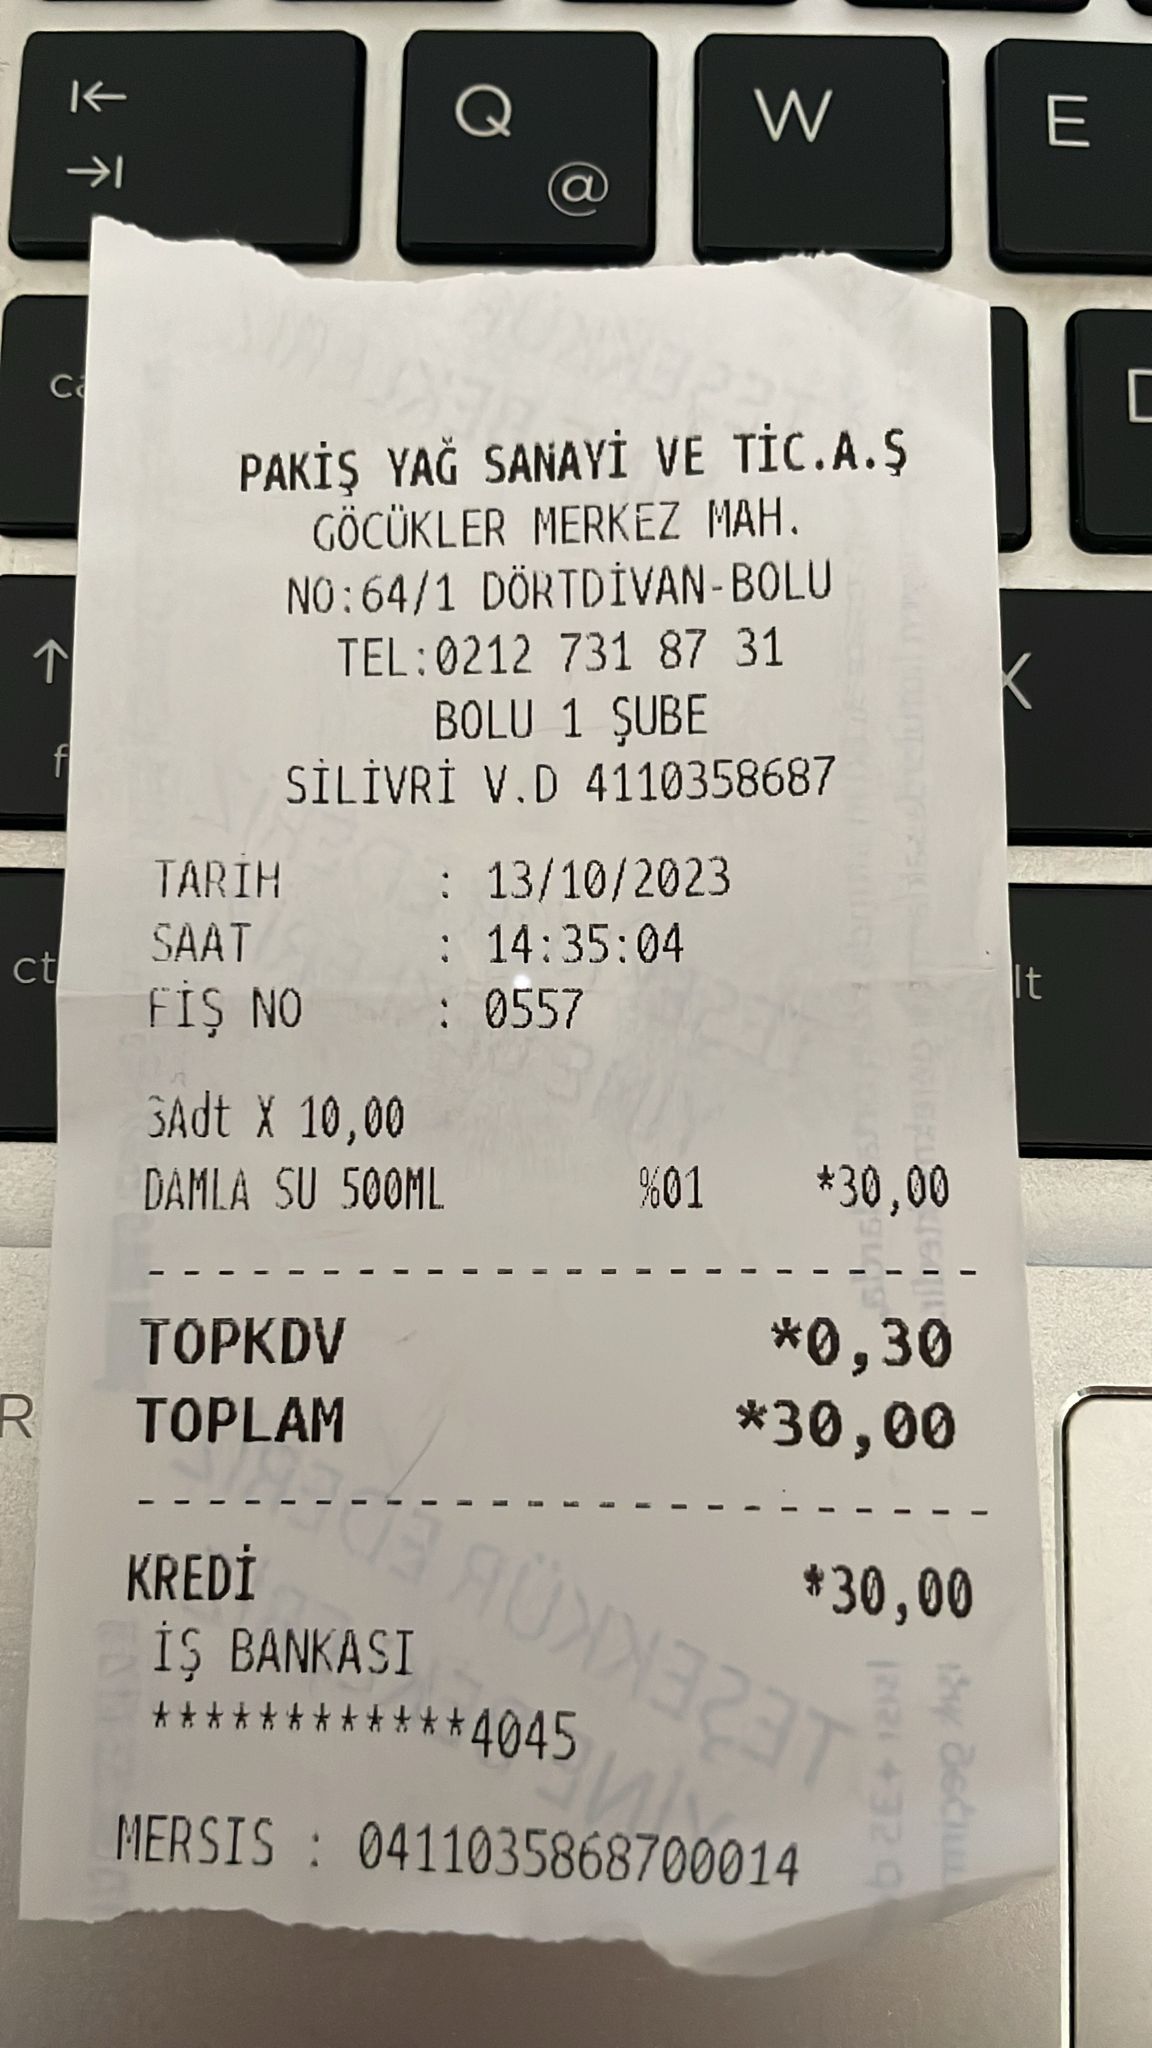 Q
@
W
E
PAKİŞ YAĞ SANAYİ VE TİC.A.Ş
GÖCÜKLER MERKEZ MAH.
NO:64/1 DÖRTDİVAN-BOLU
TEL:0212 731 87 31
BOLU 1 ŞUBE
SİLİVRİ V.D 4110358687
TARİH : 13/10/2023
SAAT : 14:35:04
FİŞ NO : 0557
3Adt X 10,00
DAMLA SU 500ML %01 *30,00
TOPKDV *0,30
TOPLAM *30,00
KREDİ *30,00
İŞ BANKASI
************4045
MERSIS : 0411035868700014